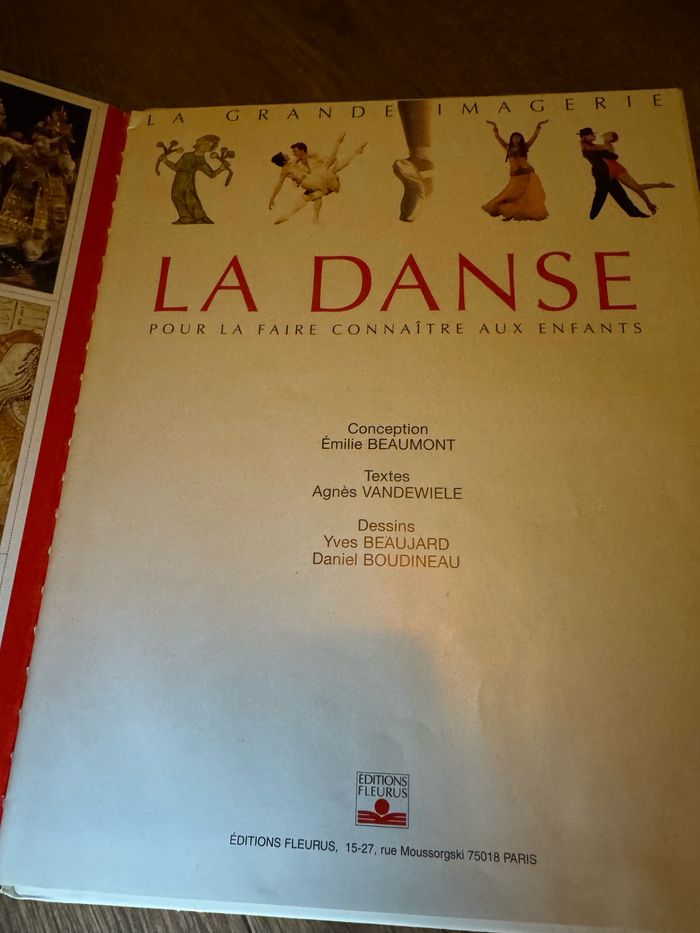 LA GRANDE IMAGERIE
LA DANSE
POUR LA FAIRE CONNAÎTRE AUX ENFANTS
Conception
Émilie BEAUMONT
Textes
Agnès VANDEWIELE
Dessins
Yves BEAUJARD
Daniel BOUDINEAU
EDITIONS
FLEURUS
ÉDITIONS FLEURUS, 15-27, rue Moussorgski 75018 PARIS